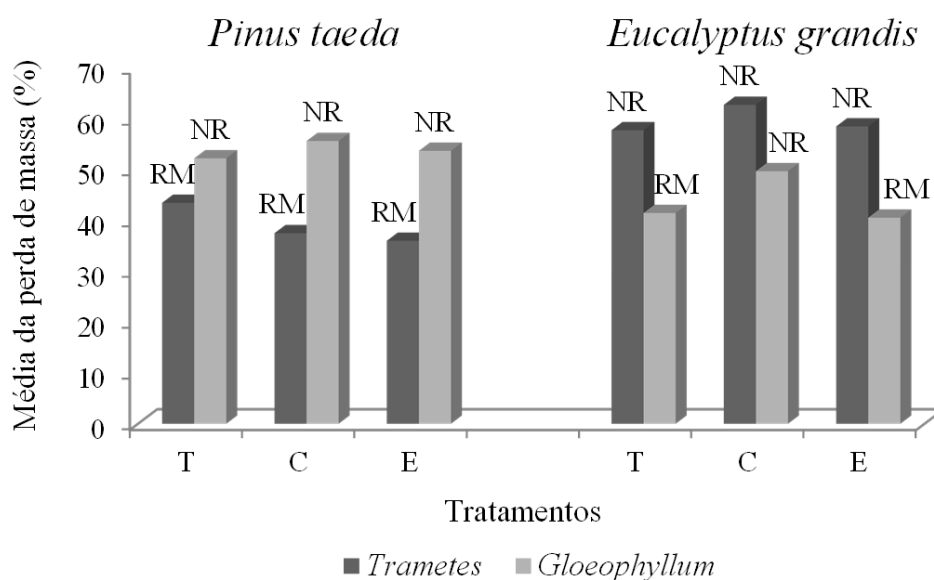 Pinus taeda Eucalyptus grandis
Média da perda de massa (%)
70
60
50
40
30
20
10
0
RM NR RM NR RM NR NR RM NR NR NR RM
T C E T C E
Tratamentos
Trametes Gloeophyllum